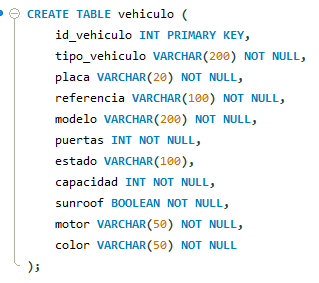 CREATE TABLE vehiculo (
id_vehiculo INT PRIMARY KEY,
tipo_vehiculo VARCHAR(200) NOT NULL,
placa VARCHAR(20) NOT NULL,
referencia VARCHAR(100) NOT NULL,
modelo VARCHAR(200) NOT NULL,
puertas INT NOT NULL,
estado VARCHAR(100),
capacidad INT NOT NULL,
sunroof BOOLEAN NOT NULL,
motor VARCHAR(50) NOT NULL,
color VARCHAR(50) NOT NULL
);